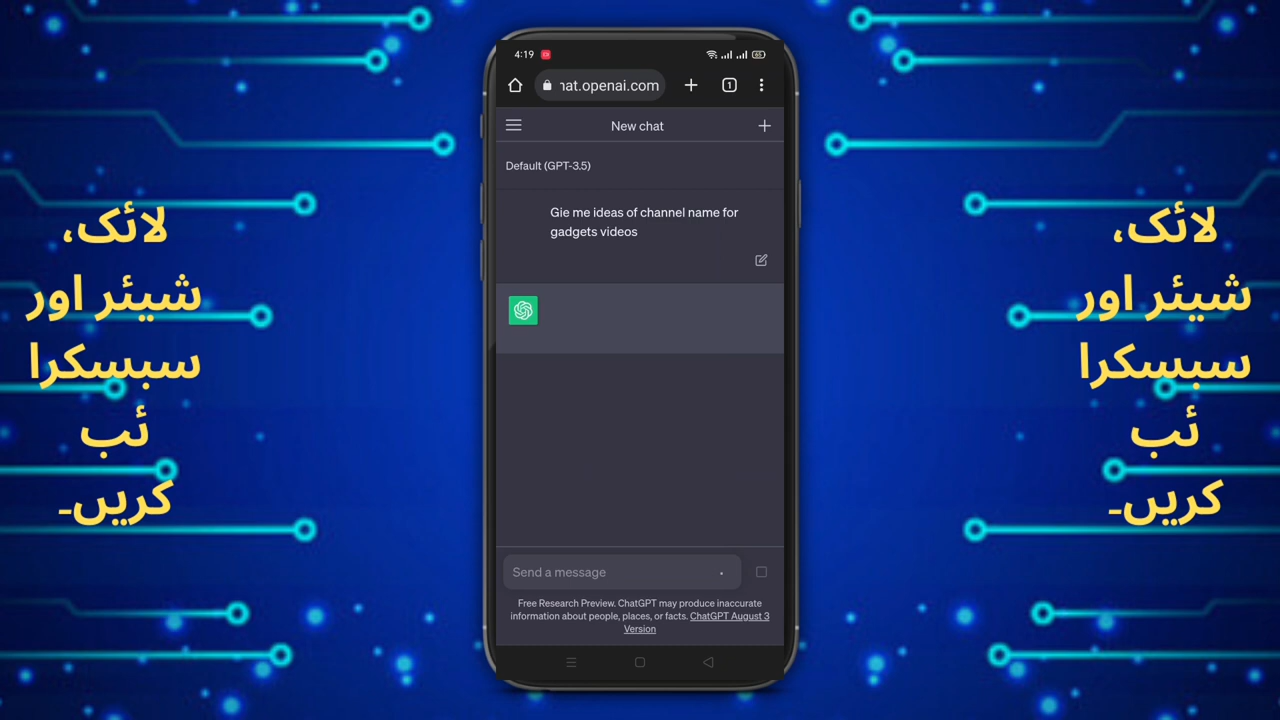 لائک،
شیئر اور
سبسکرا
ئب
کریں۔
4:19
65
hat.openai.com
1
New chat
Default (GPT-3.5)
Gie me ideas of channel name for
gadgets videos
Send a message
Free Research Preview. ChatGPT may produce inaccurate
information about people, places, or facts. ChatGPT August 3
Version
لائک،
شیئر اور
سبسکرا
ئب
کریں۔